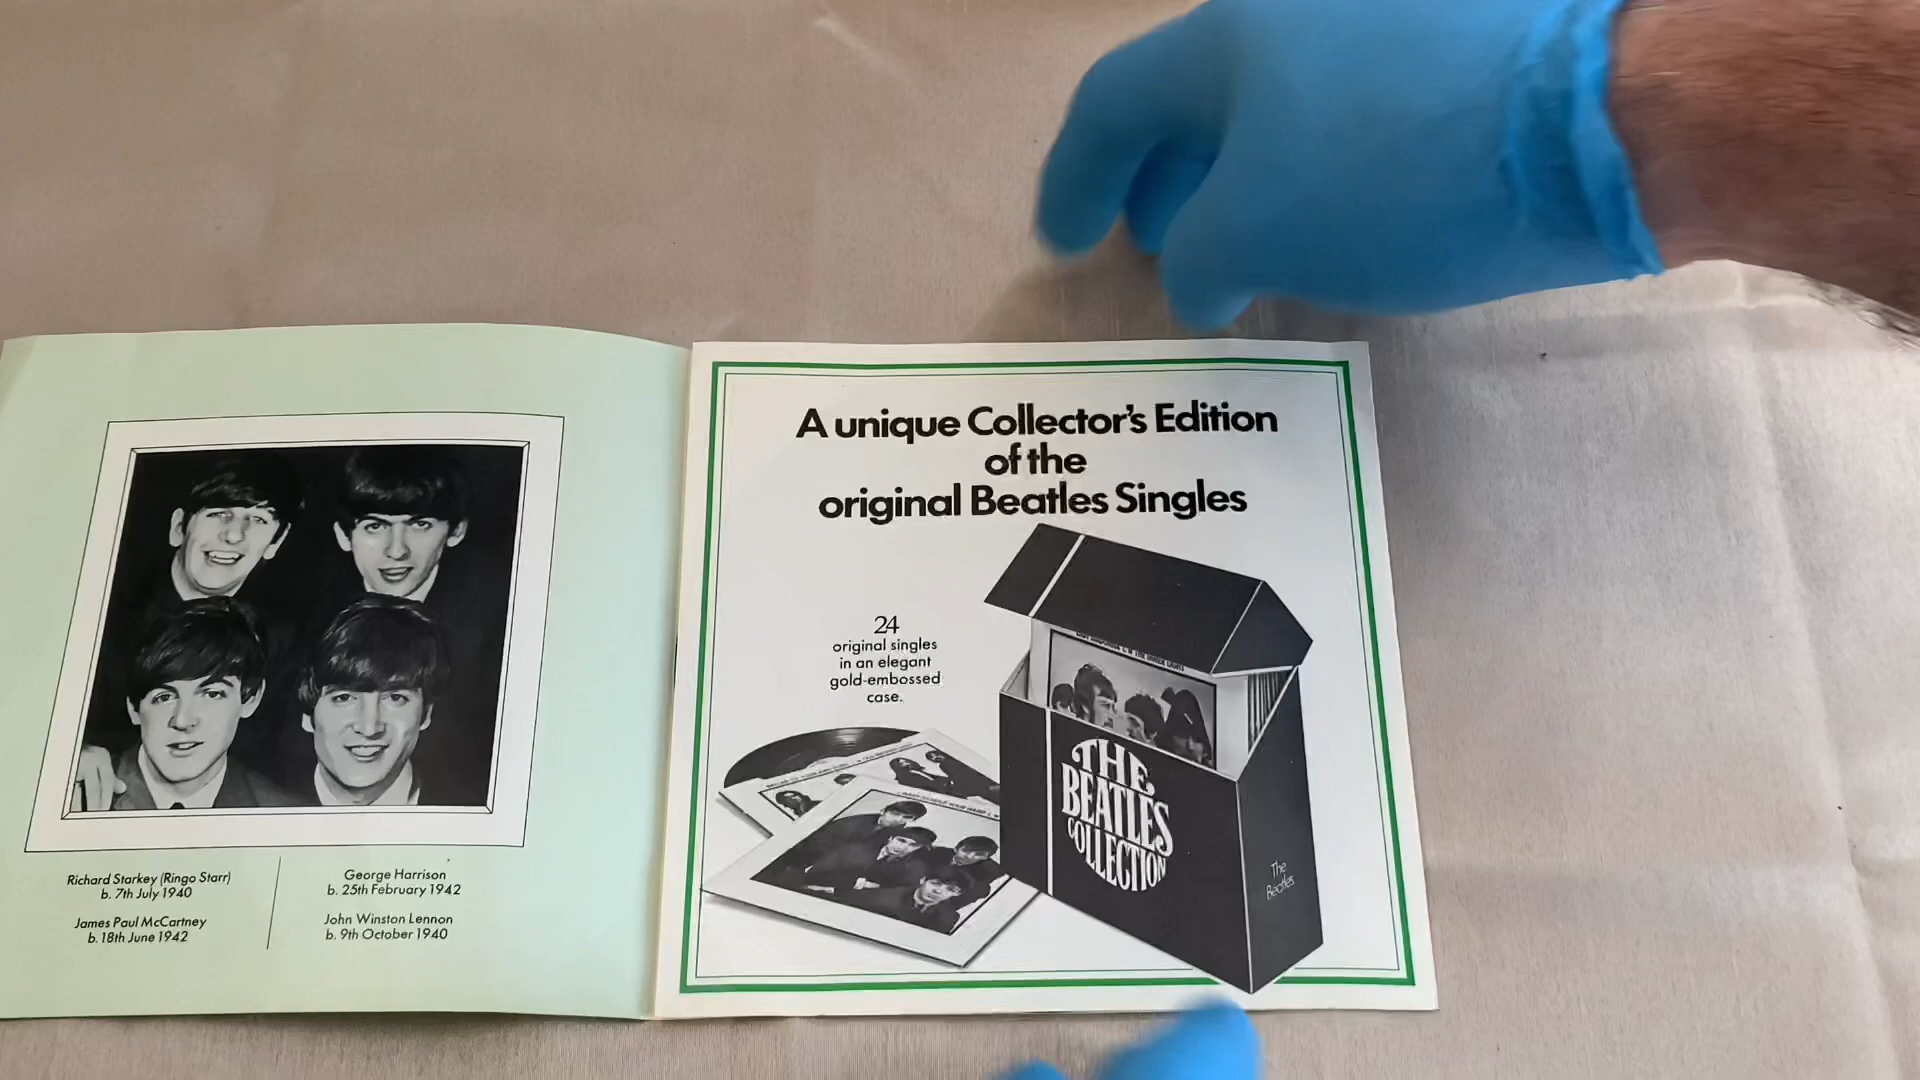 Richard Starkey (Ringo Starr)
b. 7th July 1940
James Paul McCartney
b. 18th June 1942
George Harrison
b. 25th February 1942
John Winston Lennon
b. 9th October 1940
A unique Collector's Edition
of the
original Beatles Singles
24
original singles
in an elegant
gold-embossed
case.
THE
BEATLES
COLLECTION
The
Beatles